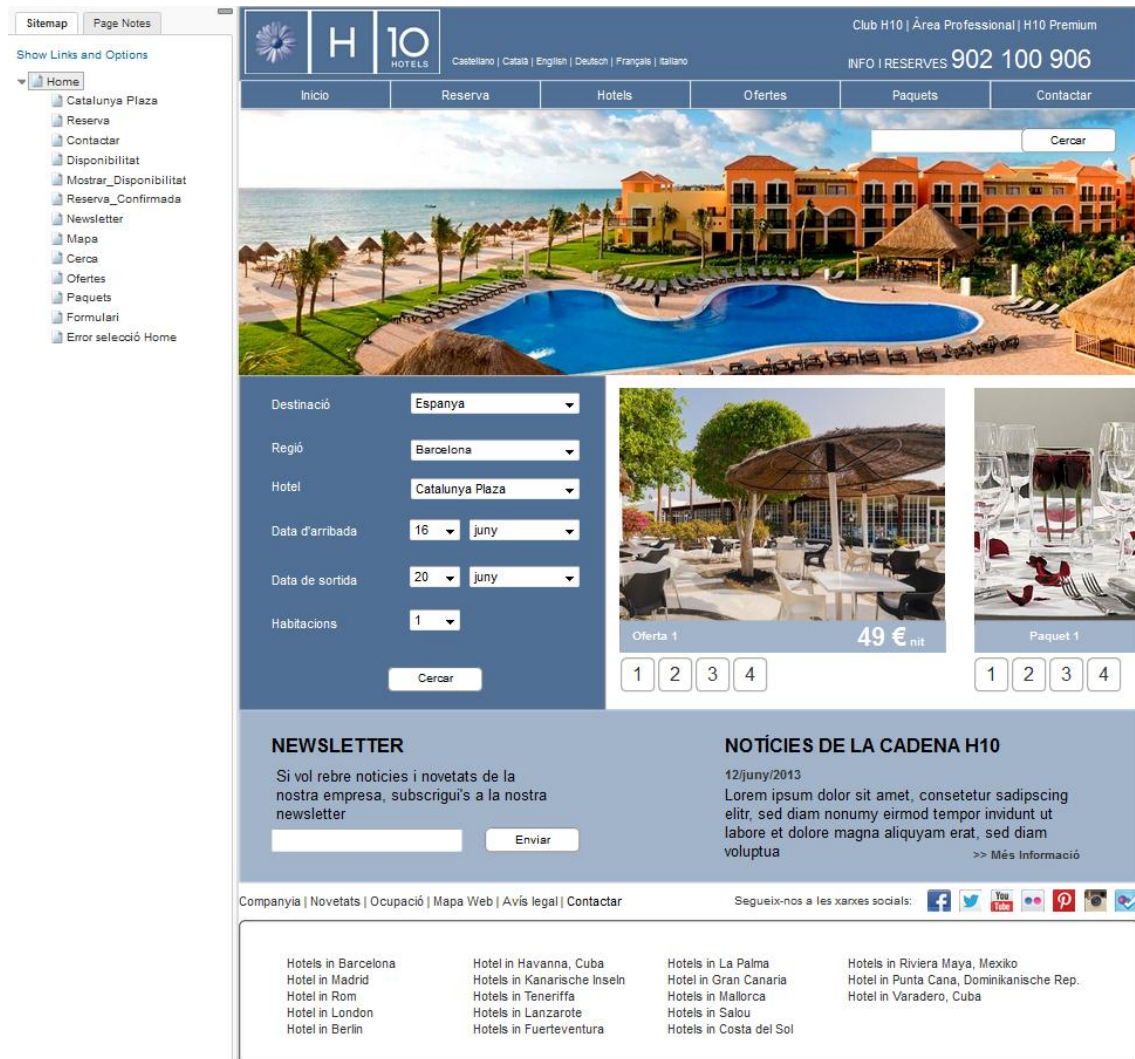 Sitemap
Page Notes
Show Links and Options
Home
Catalunya Plaza
Reserva
Contactar
Disponibilitat
Mostrar_Disponibilitat
Reserva_Confirmada
Newsletter
Mapa
Cerca
Ofertes
Paquets
Formulari
Error selecció Home
H 10
HOTELS
Castellano | Català | English | Deutsch | Français | Italiano
Club H10 | Àrea Professional | H10 Premium
INFO I RESERVES 902 100 906
Inicio
Reserva
Hotels
Ofertes
Paquets
Contactar
Cercar
Destinació
Espanya
Regió
Barcelona
Hotel
Catalunya Plaza
Data d'arribada
16
juny
Data de sortida
20
juny
Habitacions
1
Cercar
Oferta 1
49 € nit
1 2 3 4
Paquet 1
1 2 3 4
NEWSLETTER
Si vol rebre noticies i novetats de la
nostra empresa, subscrigui's a la nostra
newsletter
Enviar
NOTÍCIES DE LA CADENA H10
12/juny/2013
Lorem ipsum dolor sit amet, consetetur sadipscing
elitr, sed diam nonumy eirmod tempor invidunt ut
labore et dolore magna aliquyam erat, sed diam
voluptua
>> Més Informació
Companyia | Novetats | Ocupació | Mapa Web | Avís legal | Contactar
Segueix-nos a les xarxes socials:
You Tube
Hotels in Barcelona
Hotel in Madrid
Hotel in Rom
Hotel in London
Hotel in Berlin
Hotel in Havanna, Cuba
Hotels in Kanarische Inseln
Hotels in Teneriffa
Hotels in Lanzarote
Hotels in Fuerteventura
Hotels in La Palma
Hotel in Gran Canaria
Hotels in Mallorca
Hotels in Salou
Hotels in Costa del Sol
Hotels in Riviera Maya, Mexiko
Hotel in Punta Cana, Dominikanische Rep.
Hotel in Varadero, Cuba